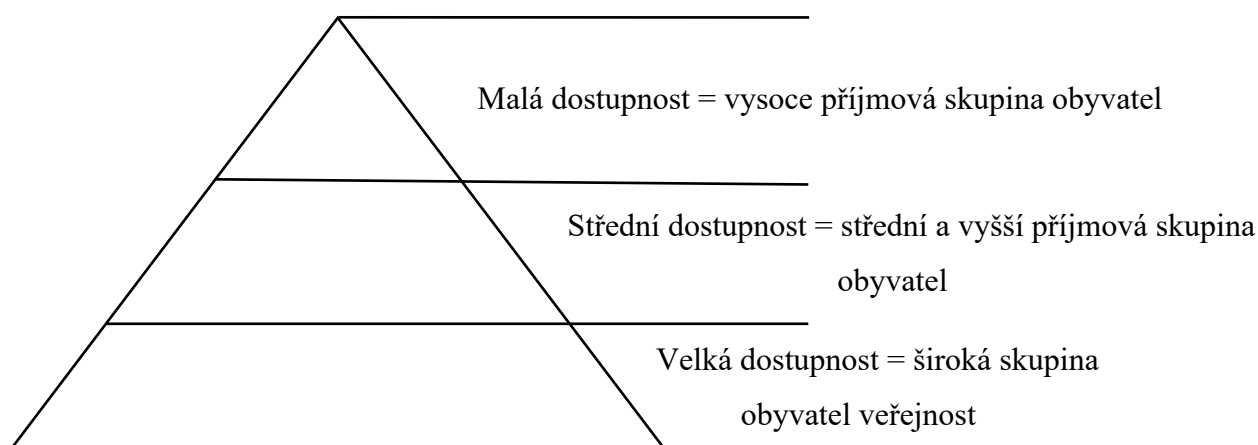 Malá dostupnost = vysoce příjmová skupina obyvatel
Střední dostupnost = střední a vyšší příjmová skupina
obyvatel
Velká dostupnost = široká skupina
obyvatel veřejnost